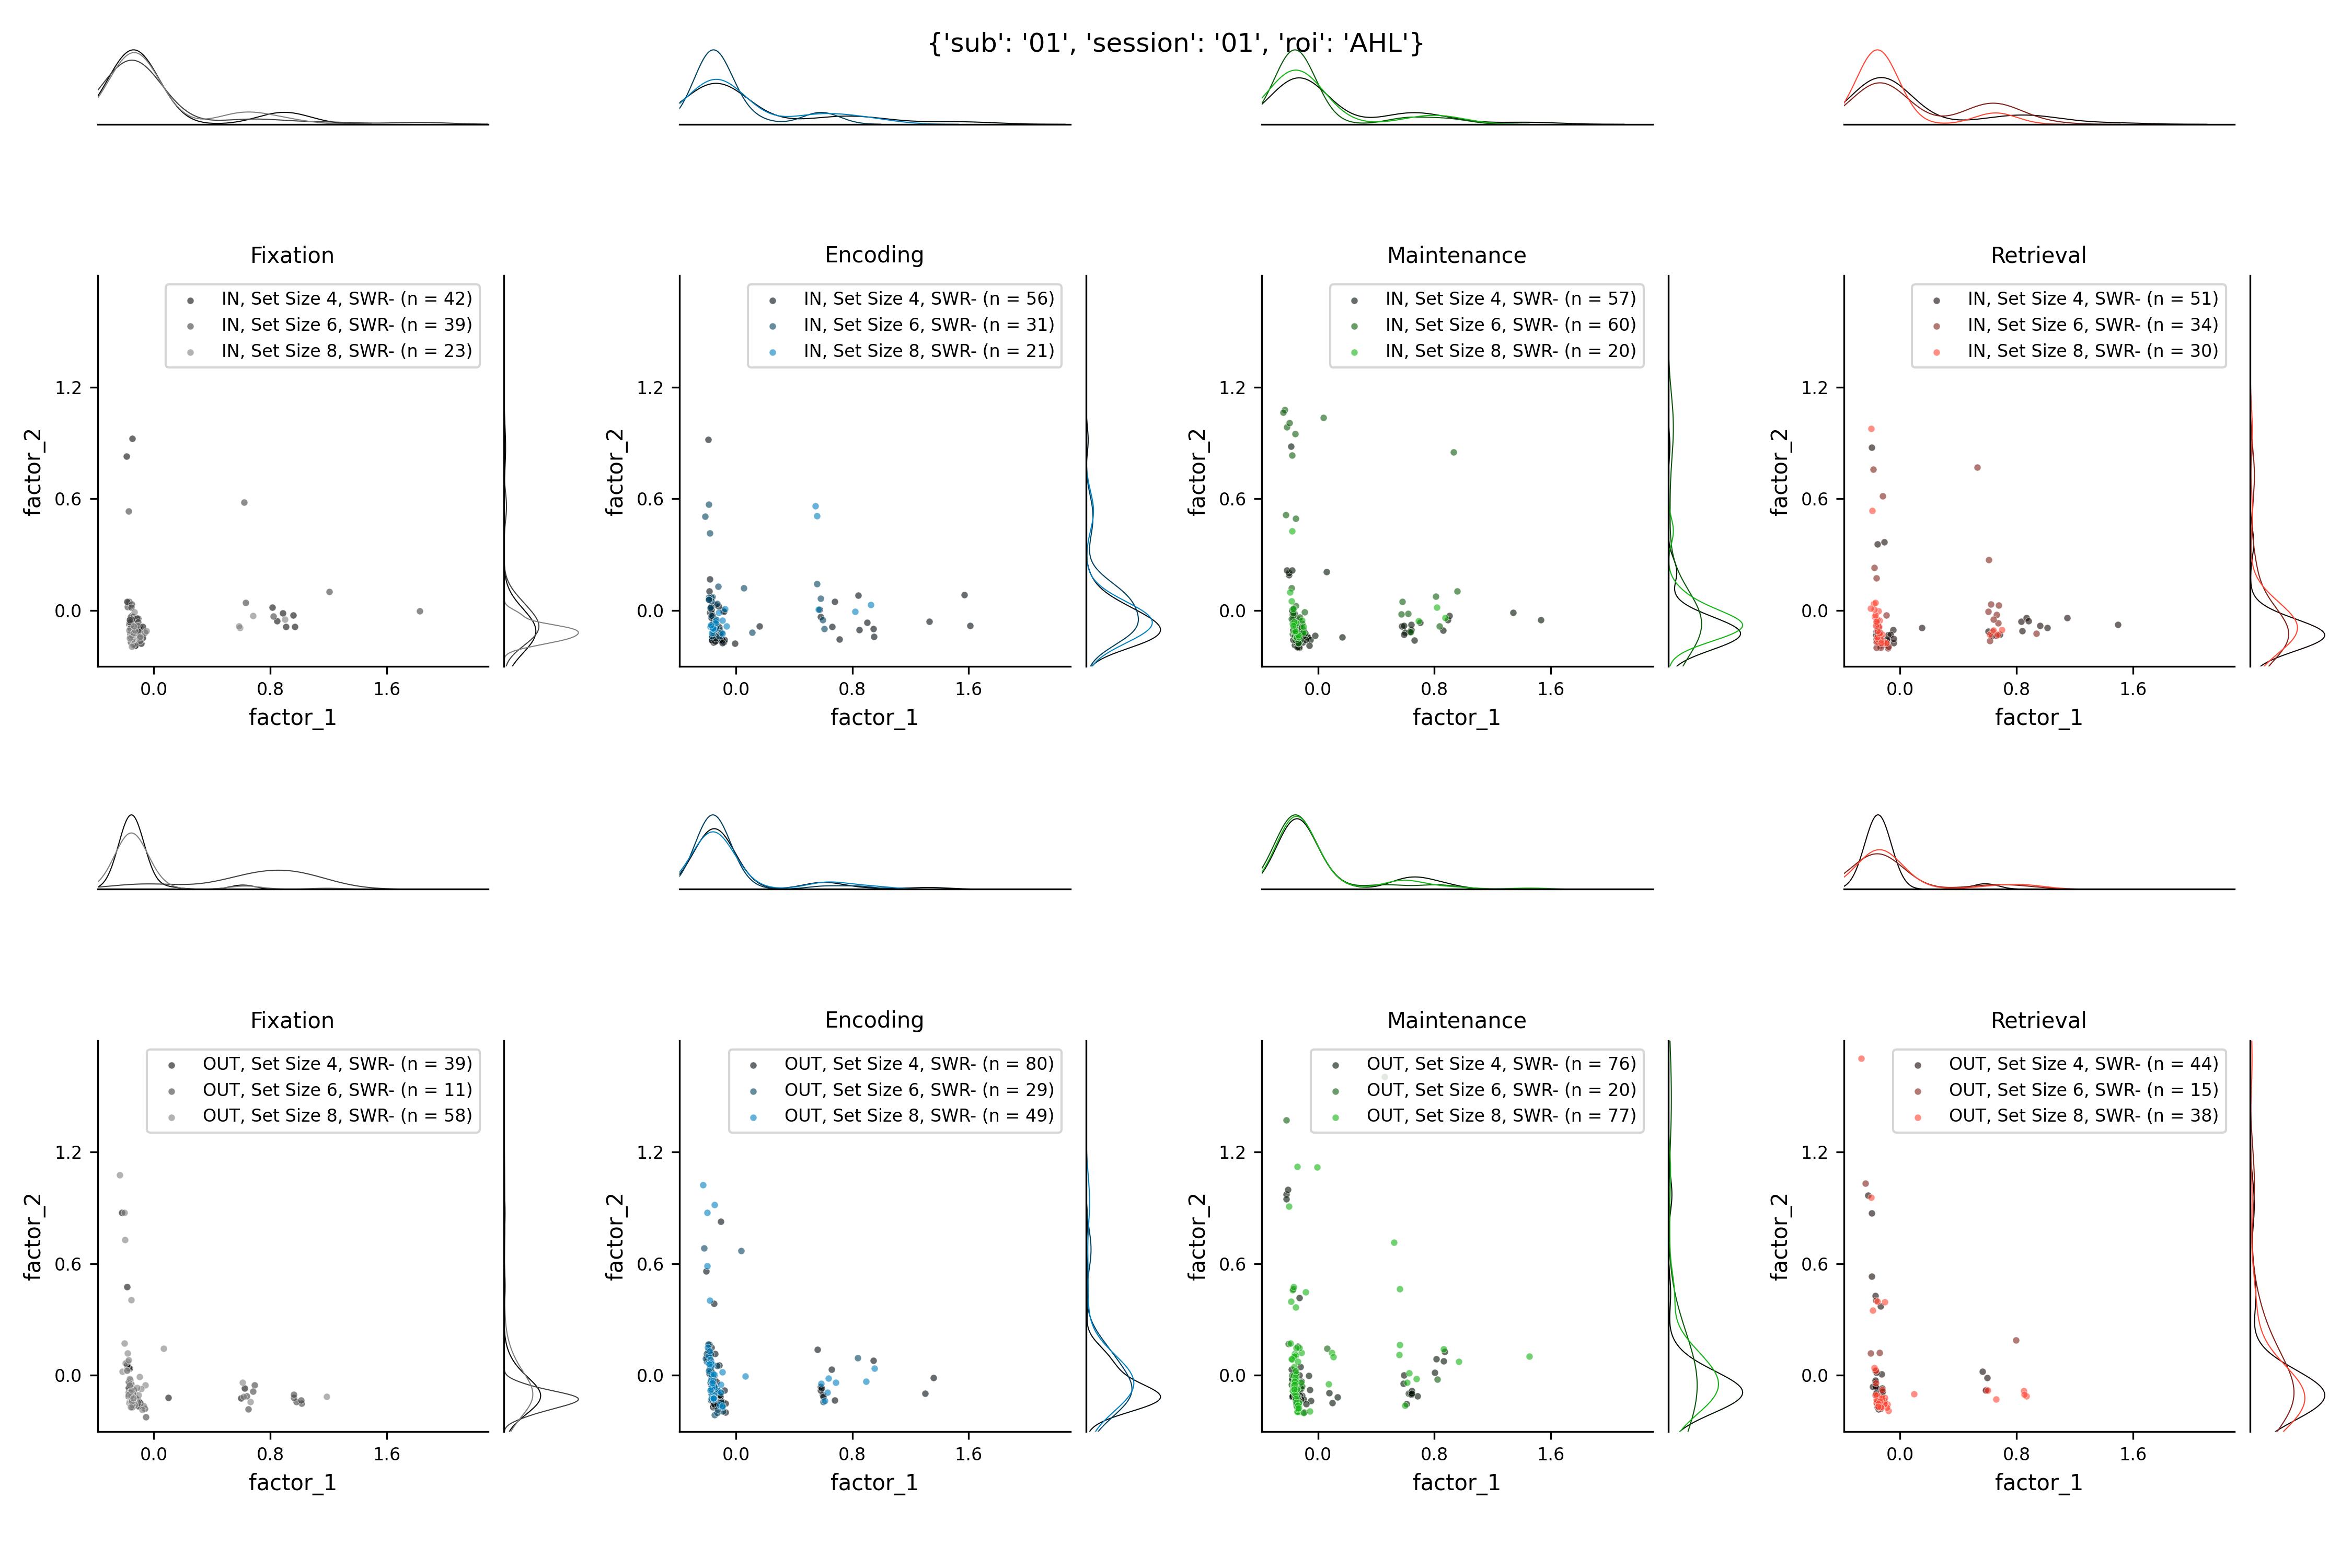 {'sub': '01', 'session': '01', 'roi': 'AHL'}
Fixation
IN, Set Size 4, SWR- (n = 42)
IN, Set Size 6, SWR- (n = 39)
IN, Set Size 8, SWR- (n = 23)
1.2
0.6
0.0
factor_2
0.0 0.8 1.6
factor_1
Encoding
IN, Set Size 4, SWR- (n = 56)
IN, Set Size 6, SWR- (n = 31)
IN, Set Size 8, SWR- (n = 21)
1.2
0.6
0.0
factor_2
0.0 0.8 1.6
factor_1
Maintenance
IN, Set Size 4, SWR- (n = 57)
IN, Set Size 6, SWR- (n = 60)
IN, Set Size 8, SWR- (n = 20)
1.2
0.6
0.0
factor_2
0.0 0.8 1.6
factor_1
Retrieval
IN, Set Size 4, SWR- (n = 51)
IN, Set Size 6, SWR- (n = 34)
IN, Set Size 8, SWR- (n = 30)
1.2
0.6
0.0
factor_2
0.0 0.8 1.6
factor_1
Fixation
OUT, Set Size 4, SWR- (n = 39)
OUT, Set Size 6, SWR- (n = 11)
OUT, Set Size 8, SWR- (n = 58)
1.2
0.6
0.0
factor_2
0.0 0.8 1.6
factor_1
Encoding
OUT, Set Size 4, SWR- (n = 80)
OUT, Set Size 6, SWR- (n = 29)
OUT, Set Size 8, SWR- (n = 49)
1.2
0.6
0.0
factor_2
0.0 0.8 1.6
factor_1
Maintenance
OUT, Set Size 4, SWR- (n = 76)
OUT, Set Size 6, SWR- (n = 20)
OUT, Set Size 8, SWR- (n = 77)
1.2
0.6
0.0
factor_2
0.0 0.8 1.6
factor_1
Retrieval
OUT, Set Size 4, SWR- (n = 44)
OUT, Set Size 6, SWR- (n = 15)
OUT, Set Size 8, SWR- (n = 38)
1.2
0.6
0.0
factor_2
0.0 0.8 1.6
factor_1